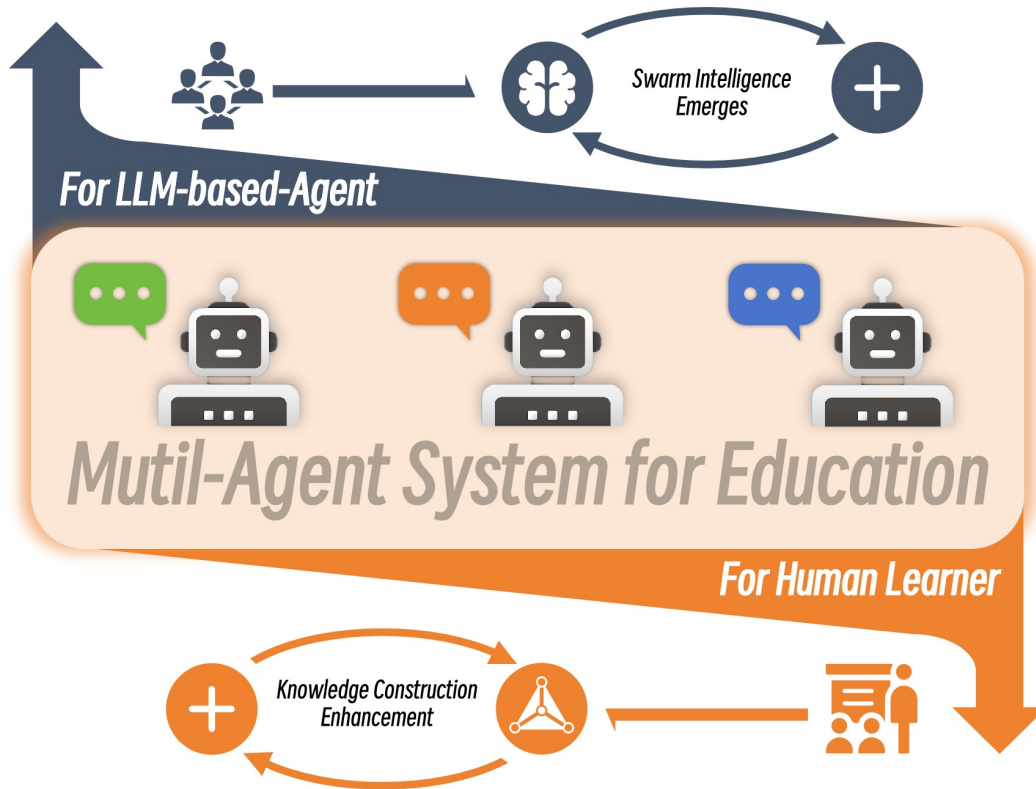 Swarm Intelligence
Emerges
For LLM-based-Agent
Mutil-Agent System for Education
For Human Learner
Knowledge Construction
Enhancement